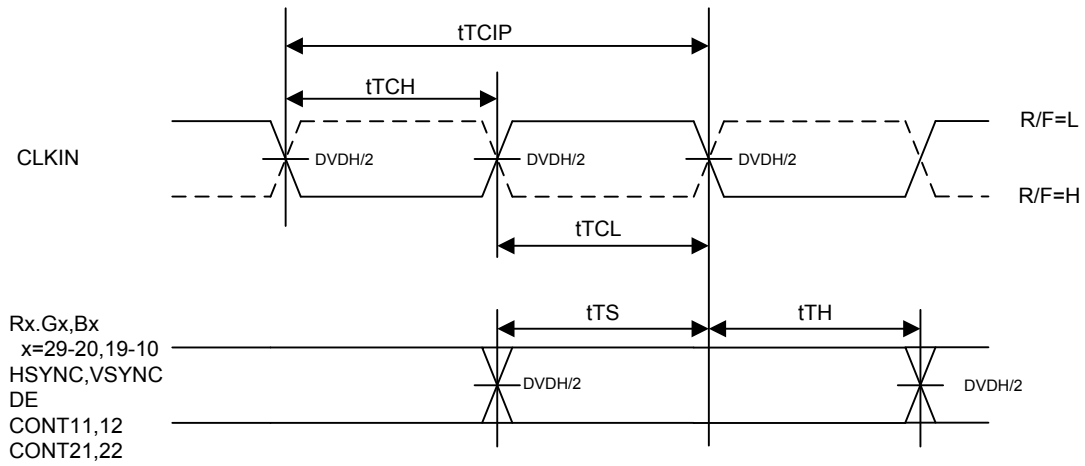 tTCIP
tTCH
R/F=L
CLKIN
DVDH/2
DVDH/2
DVDH/2
R/F=H
tTCL
tTS
tTH
Rx.Gx,Bx
x=29-20,19-10
HSYNC,VSYNC
DVDH/2
DVDH/2
DE
CONT11,12
CONT21,22